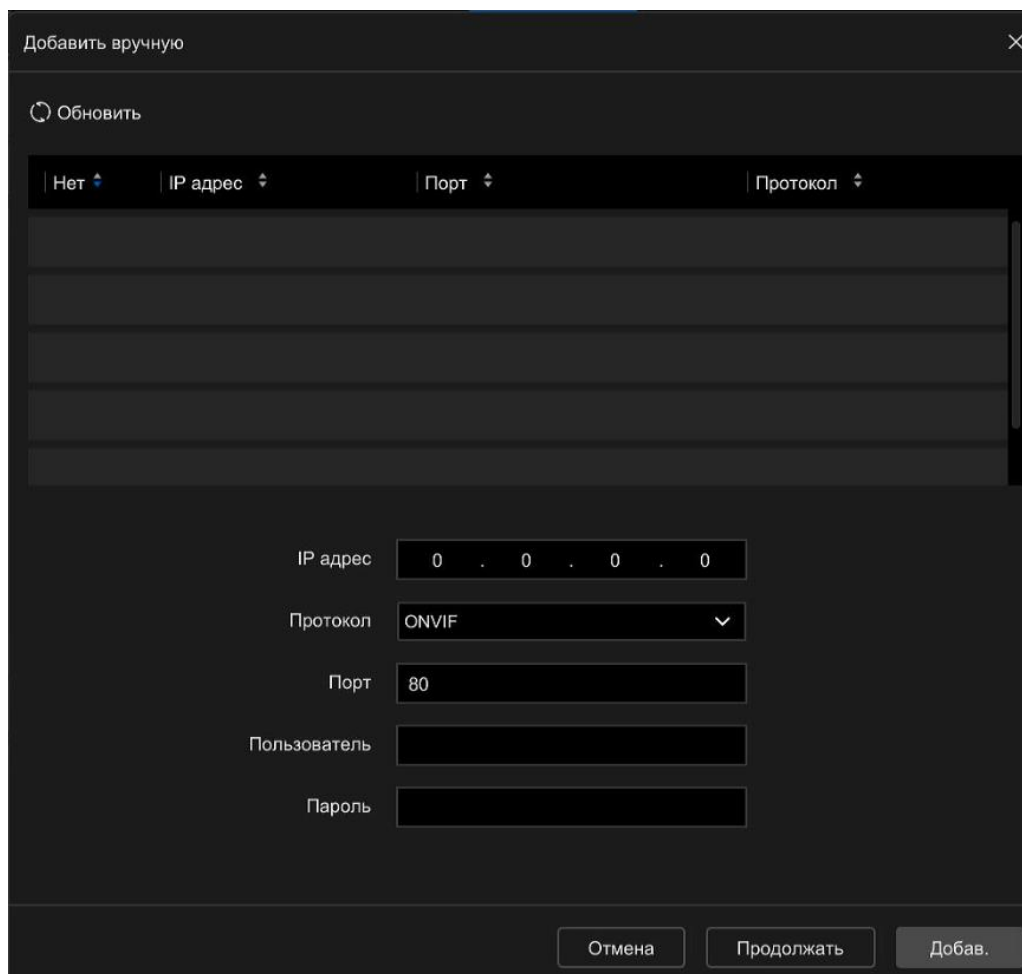 Добавить вручную
Обновить
Нет IP адрес Порт Протокол
IP адрес 0 . 0 . 0 . 0
Протокол ONVIF
Порт 80
Пользователь
Пароль
Отмена Продолжать Добав.